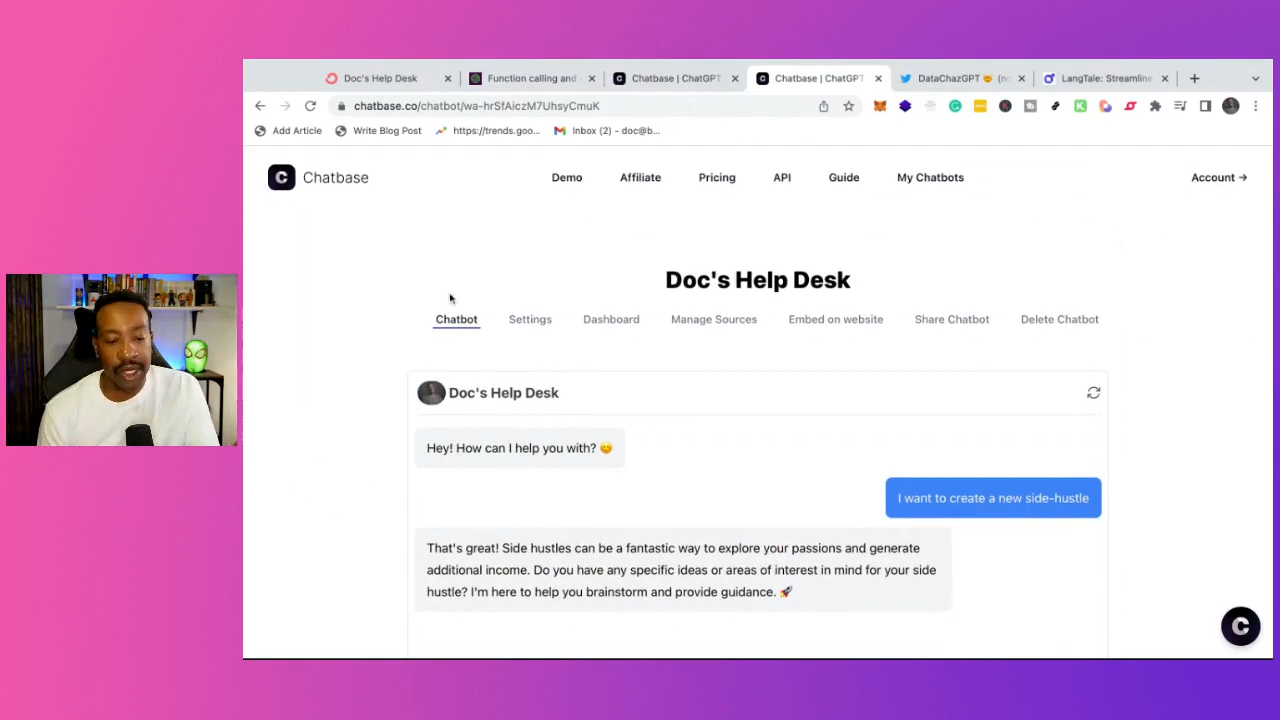 Doc's Help Desk
Function calling and
Chatbase | ChatGPT
Chatbase | ChatGPT
DataChazGPT 🤯 (no
LangTale: Streamline
chatbase.co/chatbot/wa-hrSfAiczM7UhsyCmuK
Add Article
Write Blog Post
https://trends.goo...
Inbox (2) - doc@b...
C Chatbase
Demo
Affiliate
Pricing
API
Guide
My Chatbots
Account →
Doc's Help Desk
Chatbot
Settings
Dashboard
Manage Sources
Embed on website
Share Chatbot
Delete Chatbot
Doc's Help Desk
Hey! How can I help you with? 😊
I want to create a new side-hustle
That's great! Side hustles can be a fantastic way to explore your passions and generate
additional income. Do you have any specific ideas or areas of interest in mind for your side
hustle? I'm here to help you brainstorm and provide guidance. 🚀
C